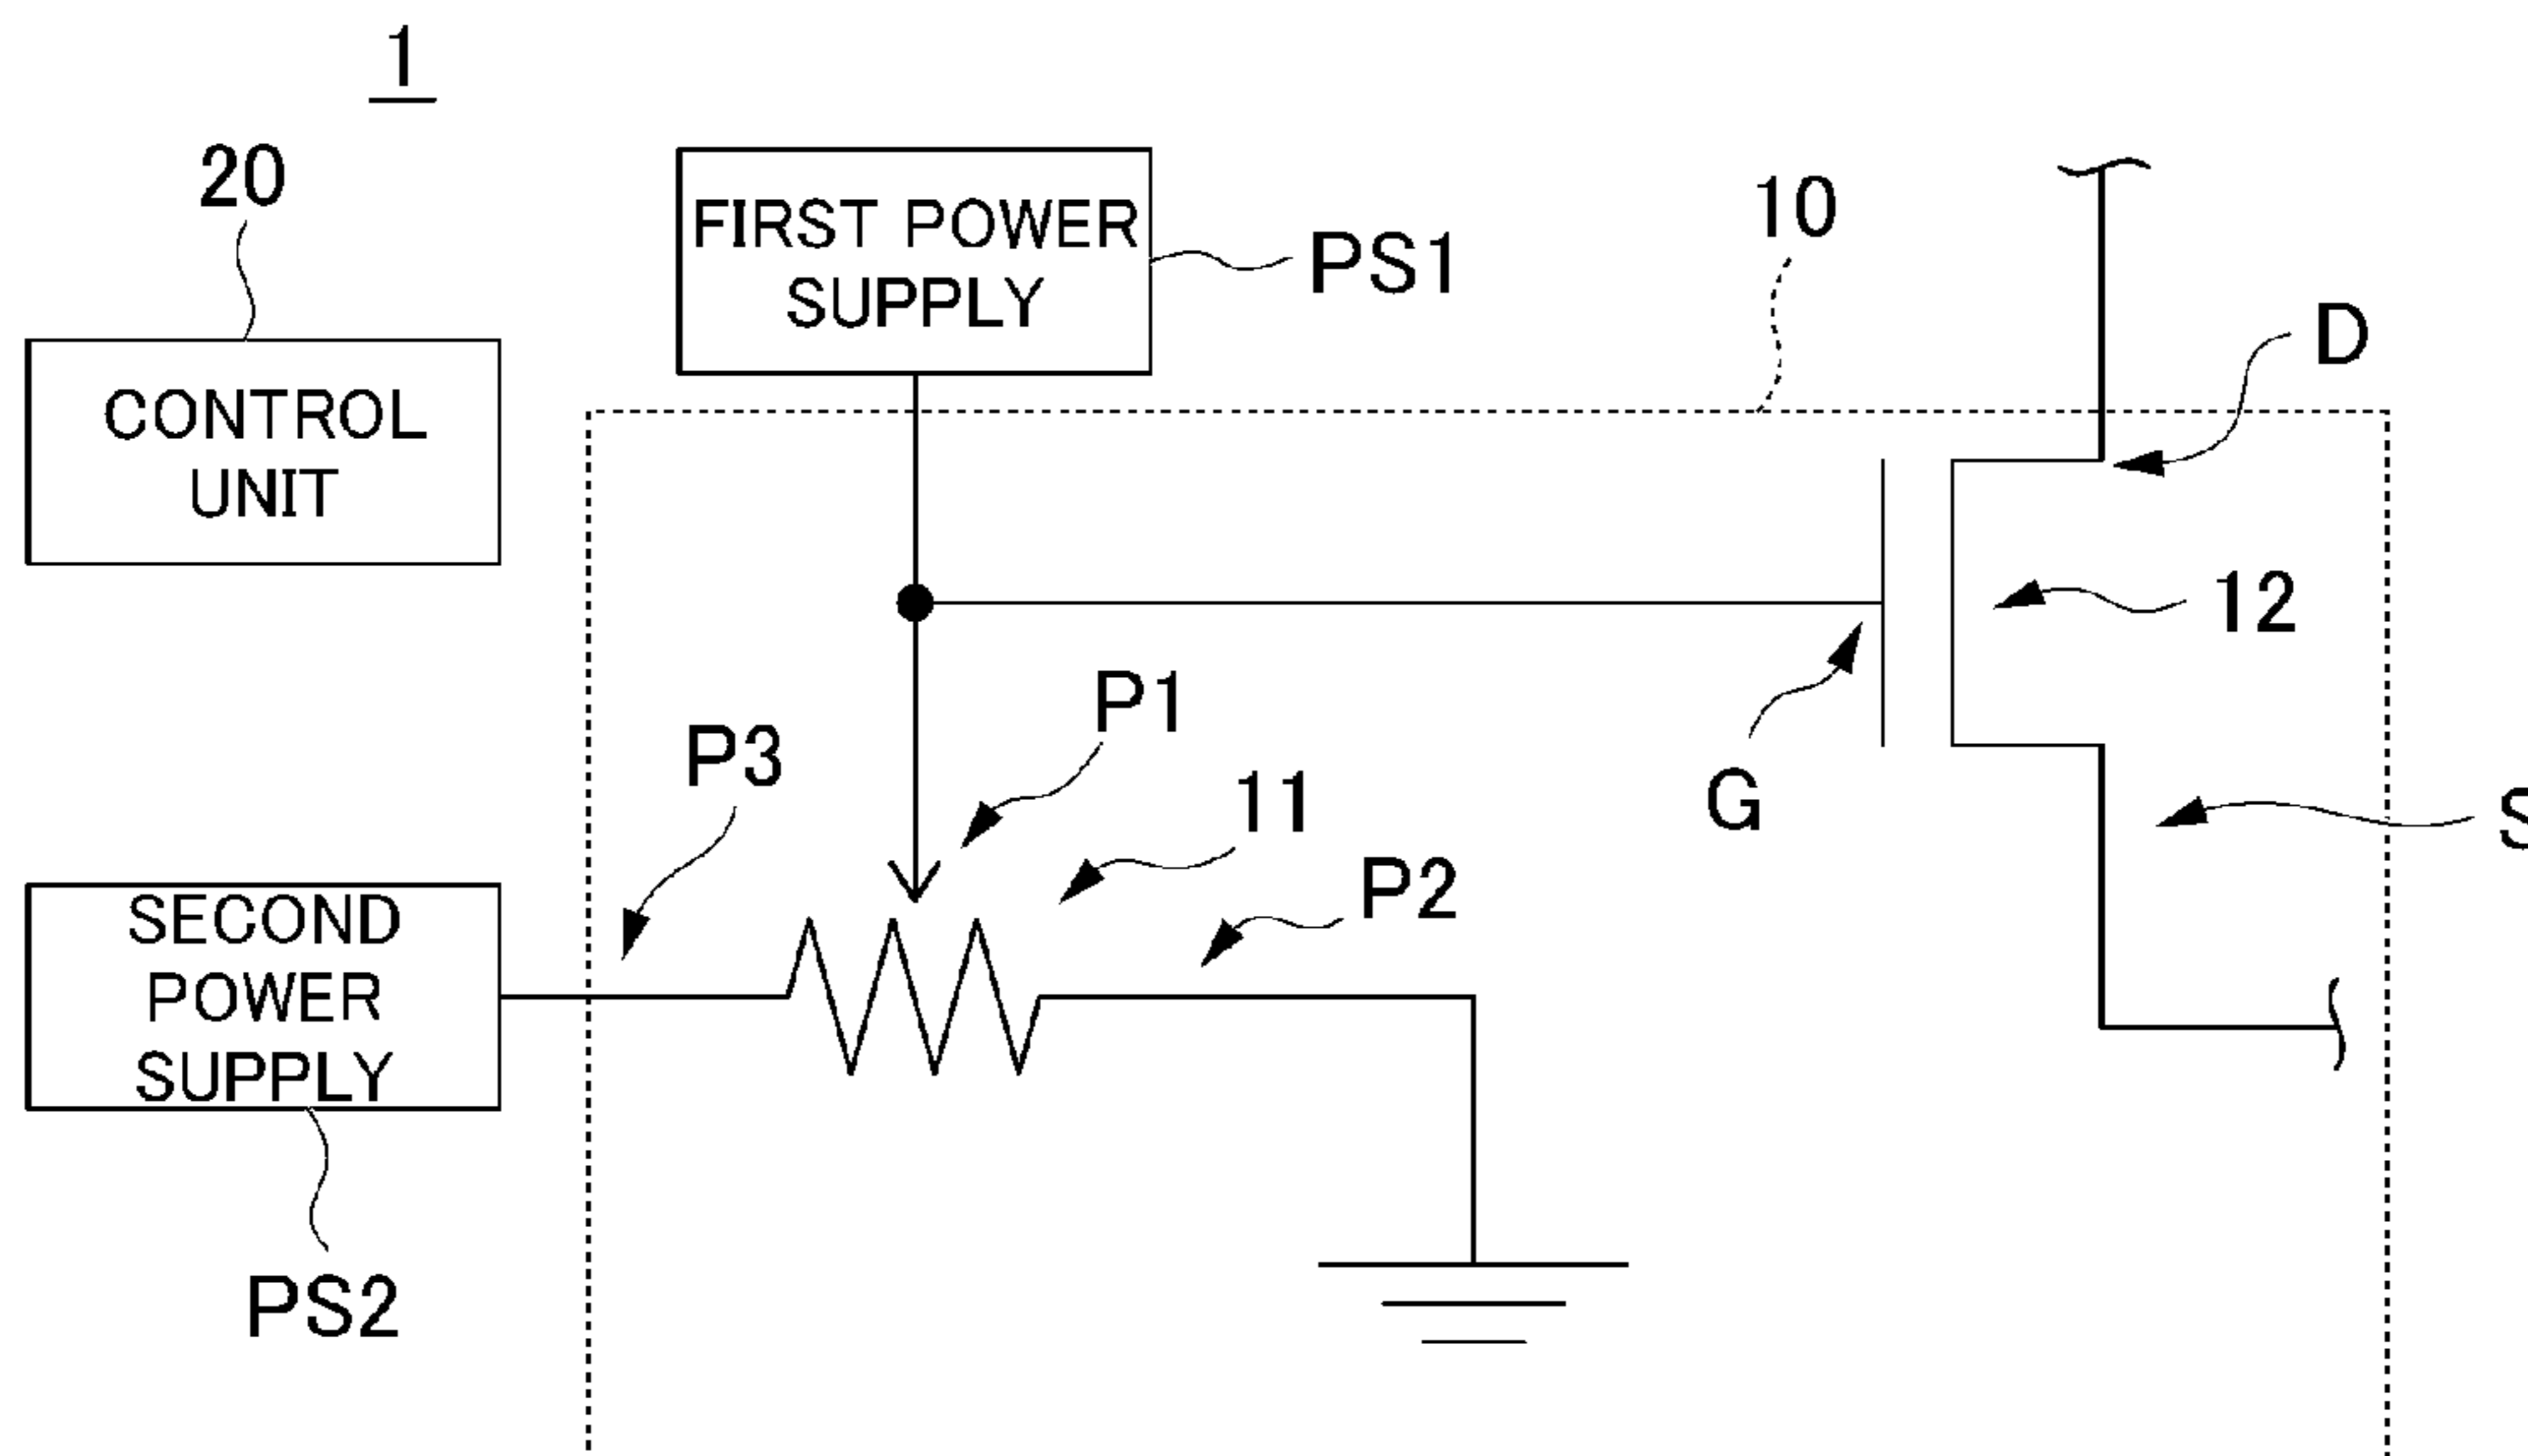 1
20
FIRST POWER
SUPPLY
PS1
10
D
CONTROL
UNIT
12
P1
P3
11
G
S
P2
SECOND
POWER
SUPPLY
PS2